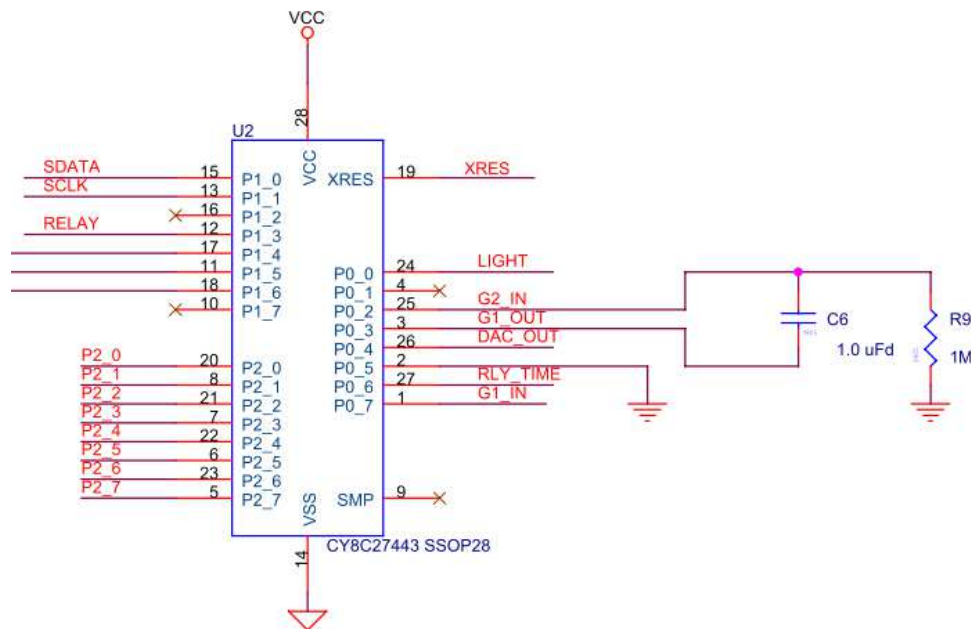 VCC
28
U2
VCC
SDATA 15 P1_0 XRES 19 XRES
SCLK 13 P1_1
16 P1_2
RELAY 12 P1_3
17 P1_4
11 P1_5 P0_0 24 LIGHT
18 P1_6 P0_1 4
10 P1_7 P0_2 25 G2_IN
P0_3 3 G1_OUT C6 R9
P0_4 26 DAC_OUT 1.0 uFd 1M
P2_0 20 P2_0 P0_5 2
P2_1 8 P2_1 P0_6 27 RLY_TIME
P2_2 21 P2_2 P0_7 1 G1_IN
P2_3 7 P2_3
P2_4 22 P2_4
P2_5 6 P2_5
P2_6 23 P2_6
P2_7 5 P2_7 SMP 9
VSS
CY8C27443 SSOP28
14